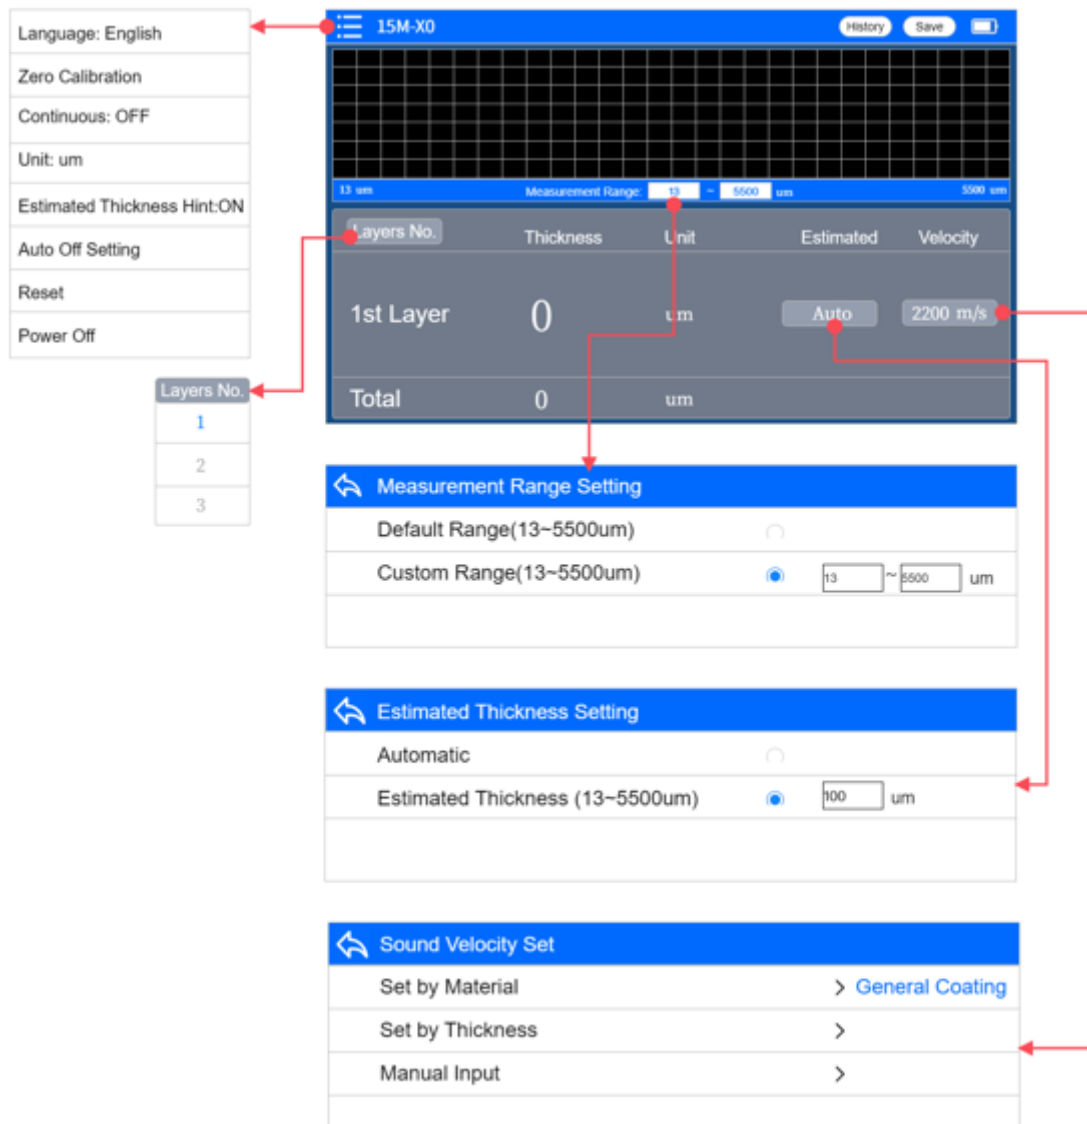 Language: English
Zero Calibration
Continuous: OFF
Unit: um
Estimated Thickness Hint:ON
Auto Off Setting
Reset
Power Off
Layers No.
1
2
3
15M-X0 History Save
13 um Measurement Range: 13 ~ 5500 um 5500 um
Layers No. Thickness Unit Estimated Velocity
1st Layer 0 um Auto 2200 m/s
Total 0 um
Measurement Range Setting
Default Range(13~5500um)
Custom Range(13~5500um) 13 ~ 5500 um
Estimated Thickness Setting
Automatic
Estimated Thickness (13~5500um) 100 um
Sound Velocity Set
Set by Material > General Coating
Set by Thickness >
Manual Input >